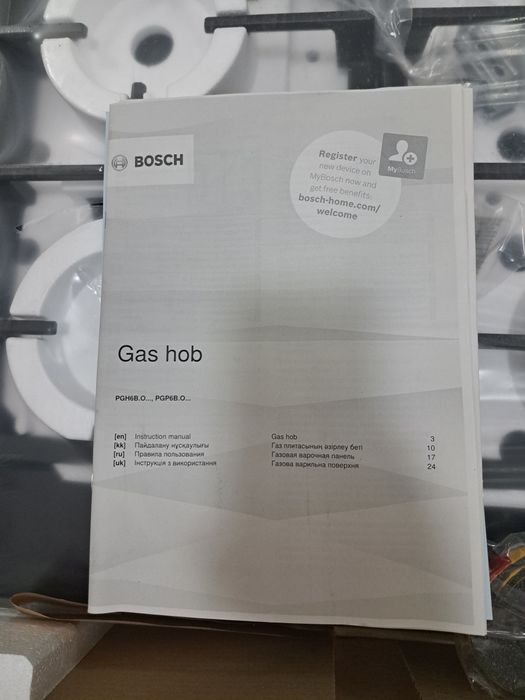 BOSCH
Register your
new device on
MyBosch now and
get free benefits:
bosch-home.com/
welcome
MyBosch
Gas hob
PGH6B.O..., PGP6B.O...
[en] Instruction manual Gas hob 3
[kk] Пайдалану нұсқаулығы Газ плитасының әзірлеу беті 10
[ru] Правила пользования Газовая варочная панель 17
[uk] Інструкція з використання Газова варильна поверхня 24